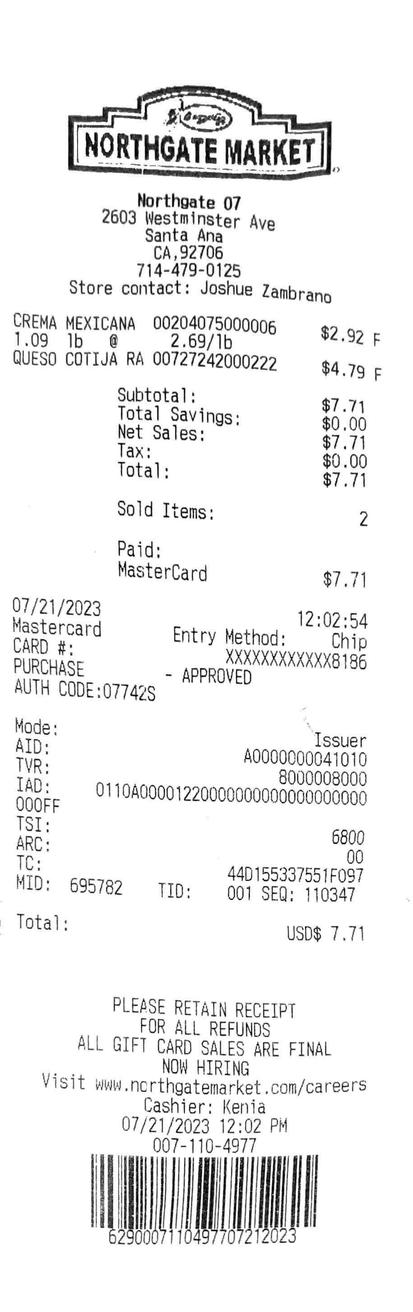 NORTHGATE MARKET
Northgate 07
2603 Westminster Ave
Santa Ana
CA,92706
714-479-0125
Store contact: Joshue Zambrano
CREMA MEXICANA 00204075000006 $2.92 F
1.09 lb @ 2.69/lb
QUESO COTIJA RA 00727242000222 $4.79 F
Subtotal: $7.71
Total Savings: $0.00
Net Sales: $7.71
Tax: $0.00
Total: $7.71
Sold Items: 2
Paid:
MasterCard $7.71
07/21/2023 12:02:54
Mastercard Entry Method: Chip
CARD #: XXXXXXXXXXXX8186
PURCHASE - APPROVED
AUTH CODE:07742S
Mode: Issuer
AID: A0000000041010
TVR: 8000008000
IAD: 0110A00001220000000000000000000
000FF
TSI: 6800
ARC: 00
TC: 44D155337551F097
MID: 695782 TID: 001 SEQ: 110347
Total: USD$ 7.71
PLEASE RETAIN RECEIPT
FOR ALL REFUNDS
ALL GIFT CARD SALES ARE FINAL
NOW HIRING
Visit www.northgatemarket.com/careers
Cashier: Kenia
07/21/2023 12:02 PM
007-110-4977
6290007110497707212023